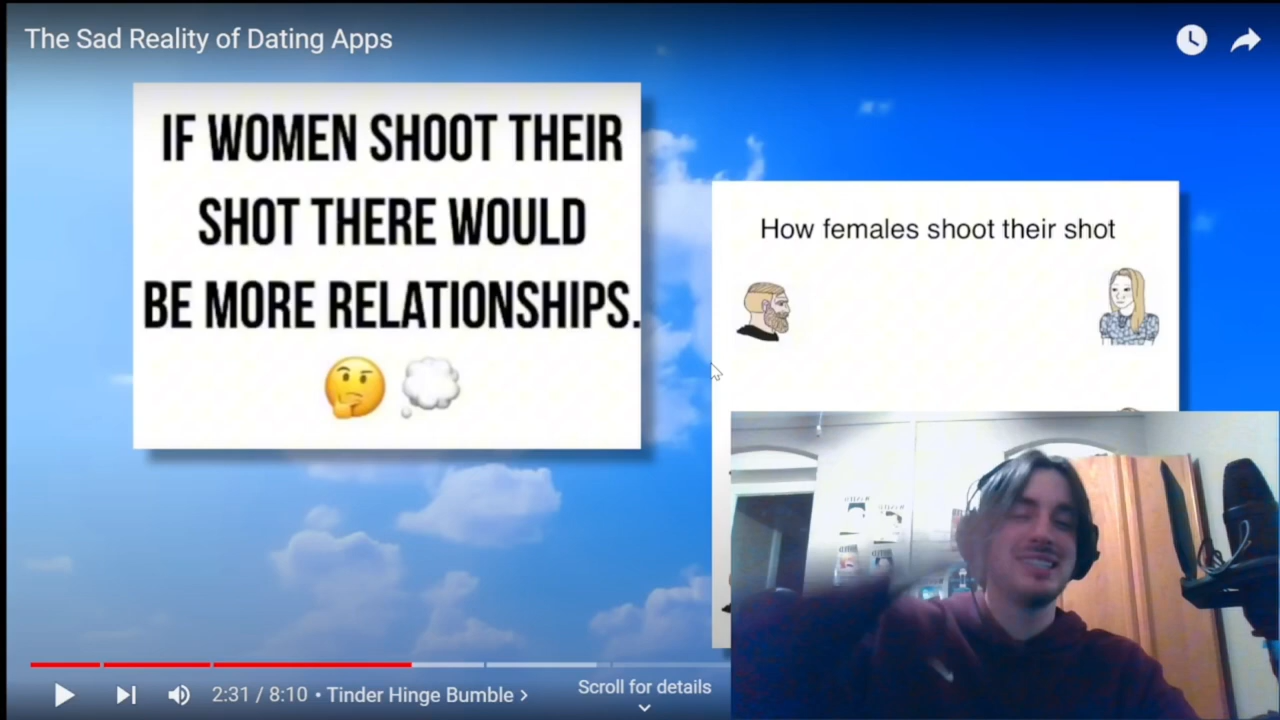 The Sad Reality of Dating Apps
IF WOMEN SHOOT THEIR
SHOT THERE WOULD
BE MORE RELATIONSHIPS.
How females shoot their shot
2:31 / 8:10 • Tinder Hinge Bumble >
Scroll for details